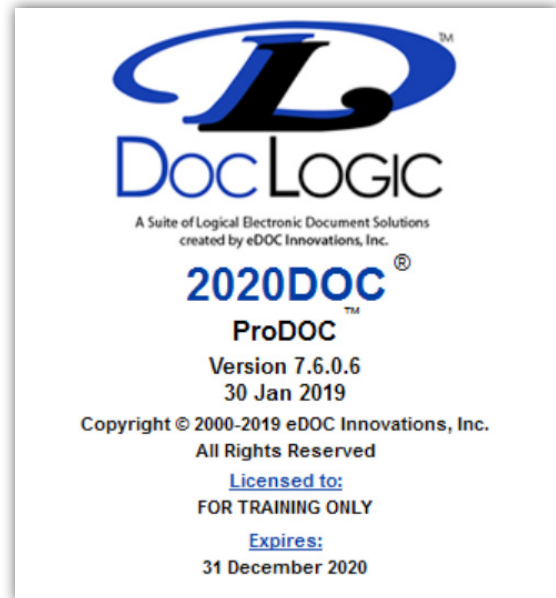 DL
TM
DOCLOGIC
A Suite of Logical Electronic Document Solutions
created by eDOC Innovations, Inc.
2020DOC®
ProDOC™
Version 7.6.0.6
30 Jan 2019
Copyright © 2000-2019 eDOC Innovations, Inc.
All Rights Reserved
Licensed to:
FOR TRAINING ONLY
Expires:
31 December 2020